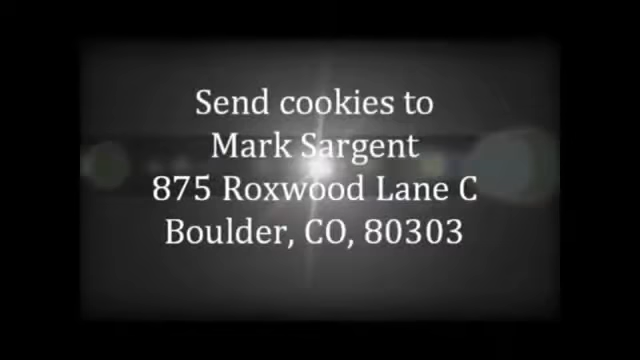 Send cookies to
Mark Sargent
875 Roxwood Lane C
Boulder, CO, 80303